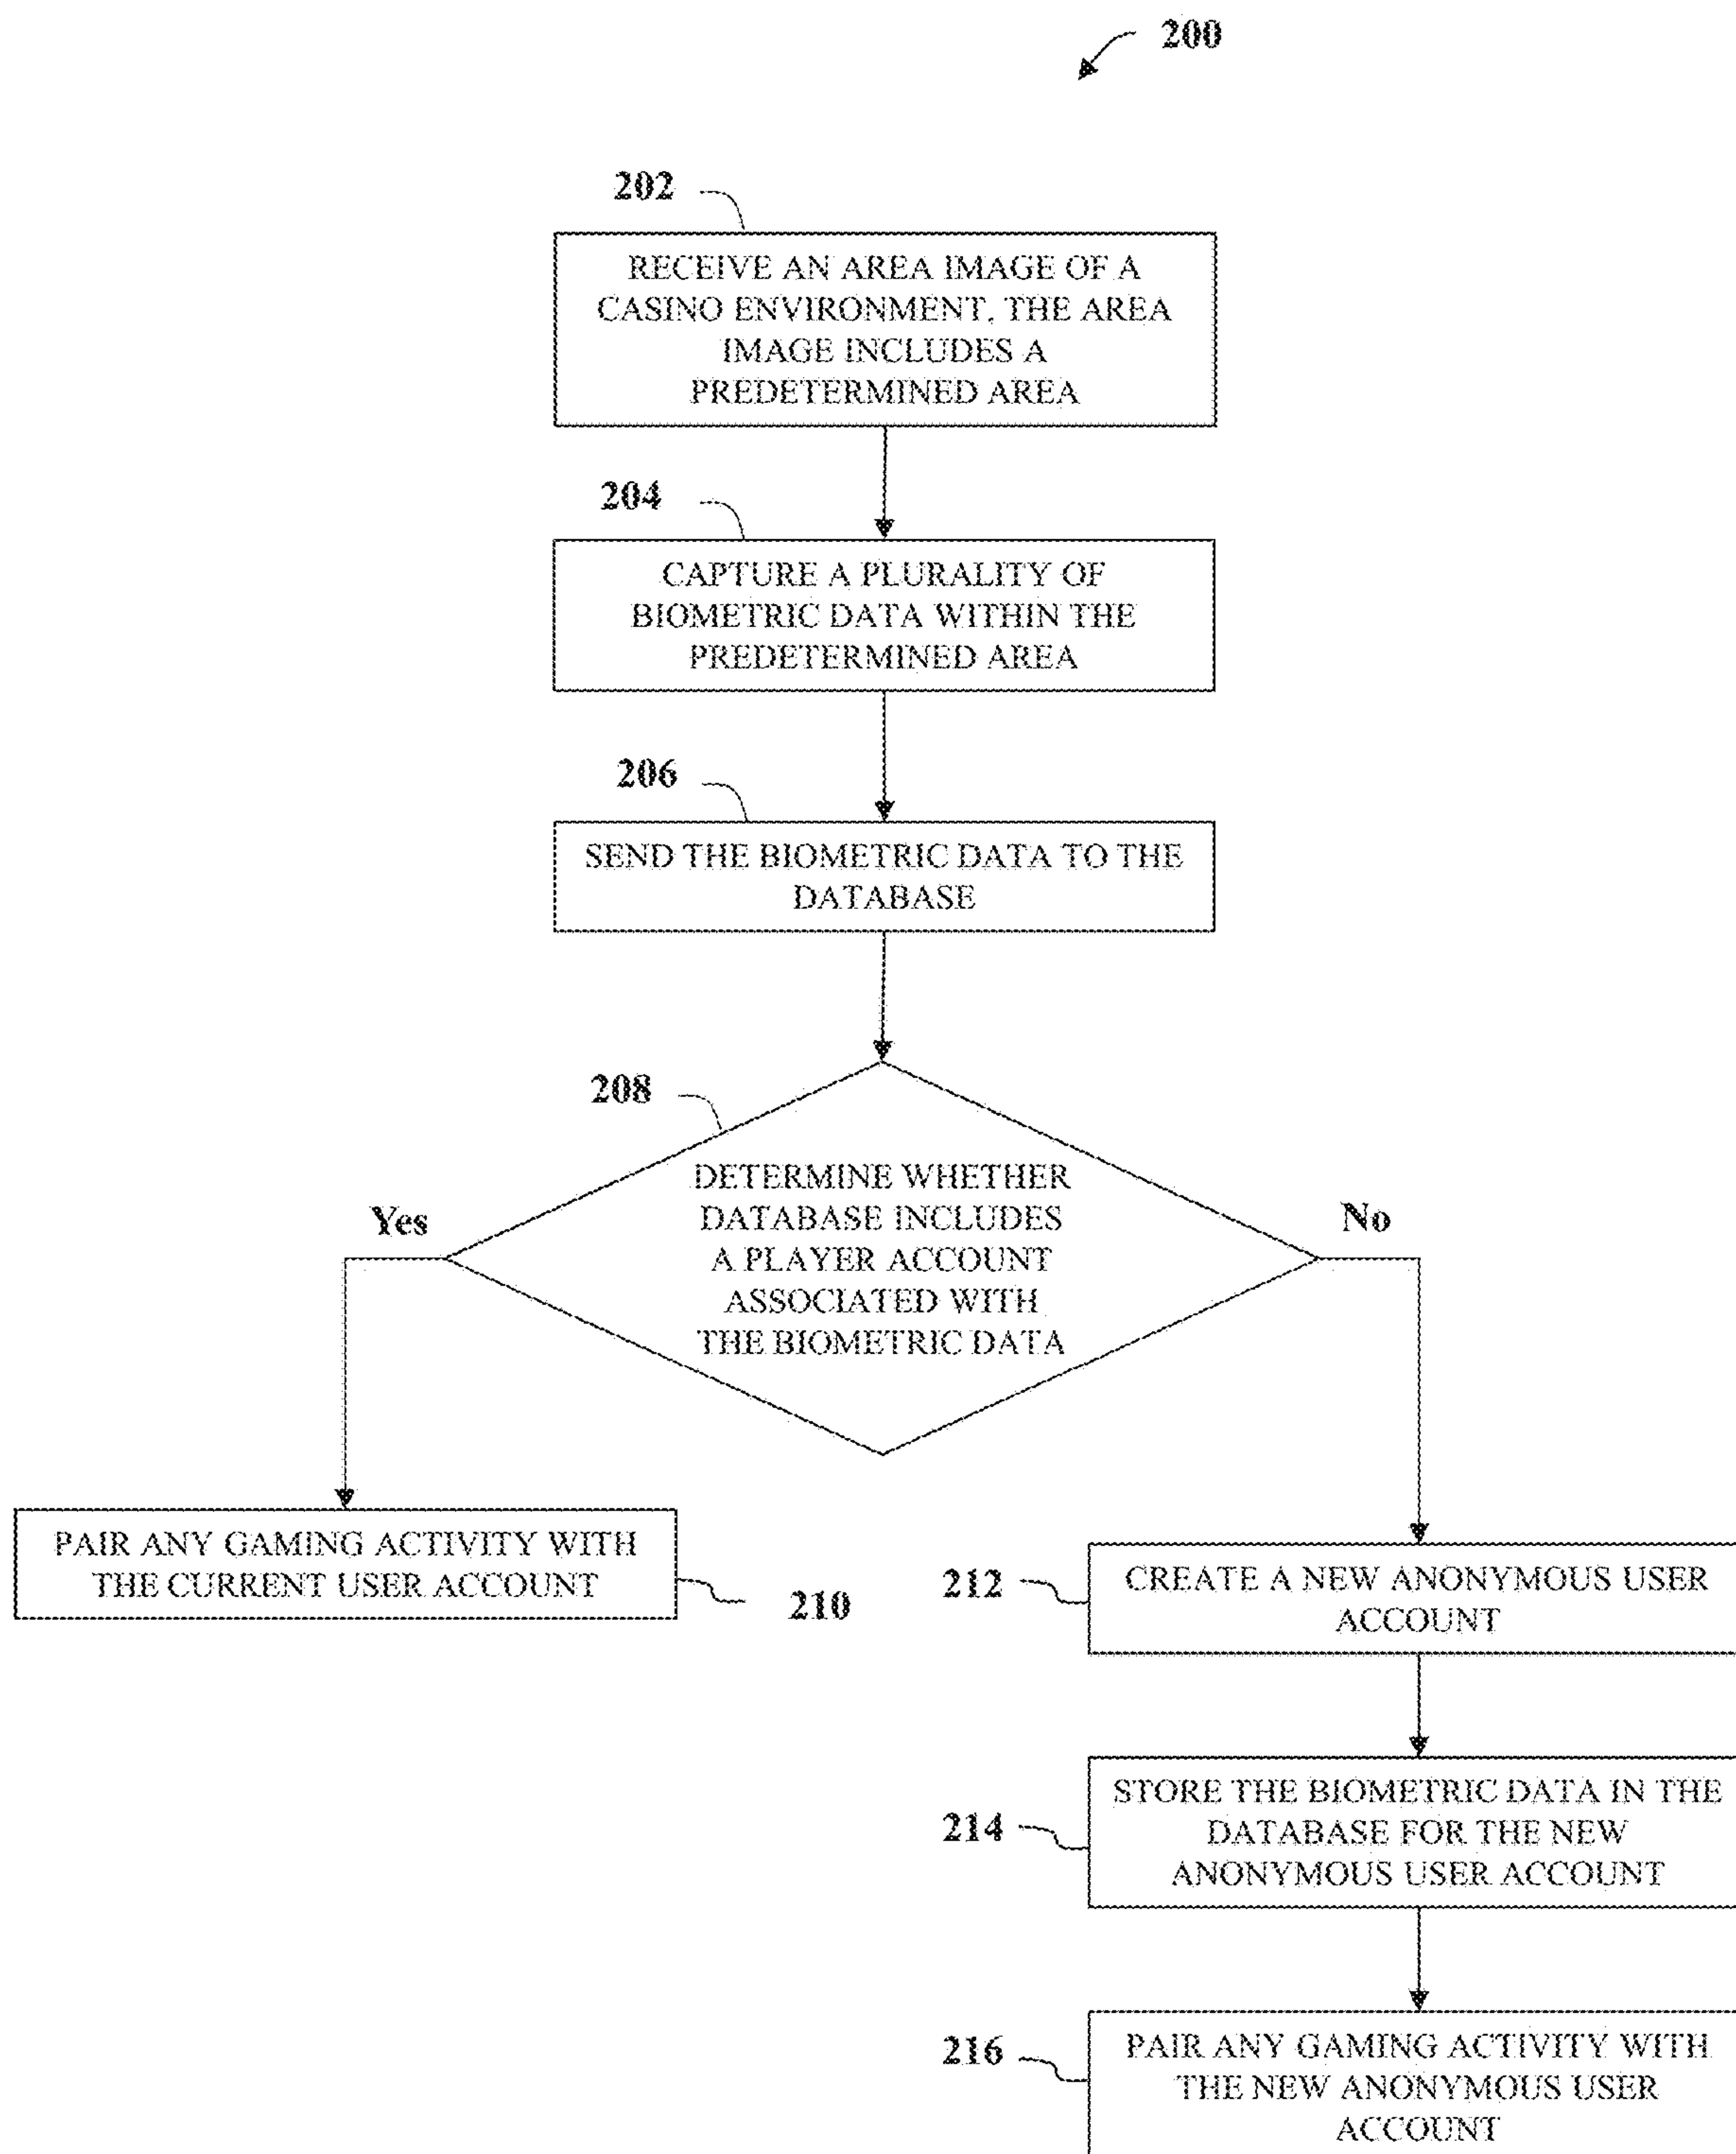 200
202
RECEIVE AN AREA IMAGE OF A
CASINO ENVIRONMENT, THE AREA
IMAGE INCLUDES A
PREDETERMINED AREA
204
CAPTURE A PLURALITY OF
BIOMETRIC DATA WITHIN THE
PREDETERMINED AREA
206
SEND THE BIOMETRIC DATA TO THE
DATABASE
208
DETERMINE WHETHER
DATABASE INCLUDES
A PLAYER ACCOUNT
ASSOCIATED WITH
THE BIOMETRIC DATA
Yes
No
PAIR ANY GAMING ACTIVITY WITH
THE CURRENT USER ACCOUNT
210
212
CREATE A NEW ANONYMOUS USER
ACCOUNT
214
STORE THE BIOMETRIC DATA IN THE
DATABASE FOR THE NEW
ANONYMOUS USER ACCOUNT
216
PAIR ANY GAMING ACTIVITY WITH
THE NEW ANONYMOUS USER
ACCOUNT